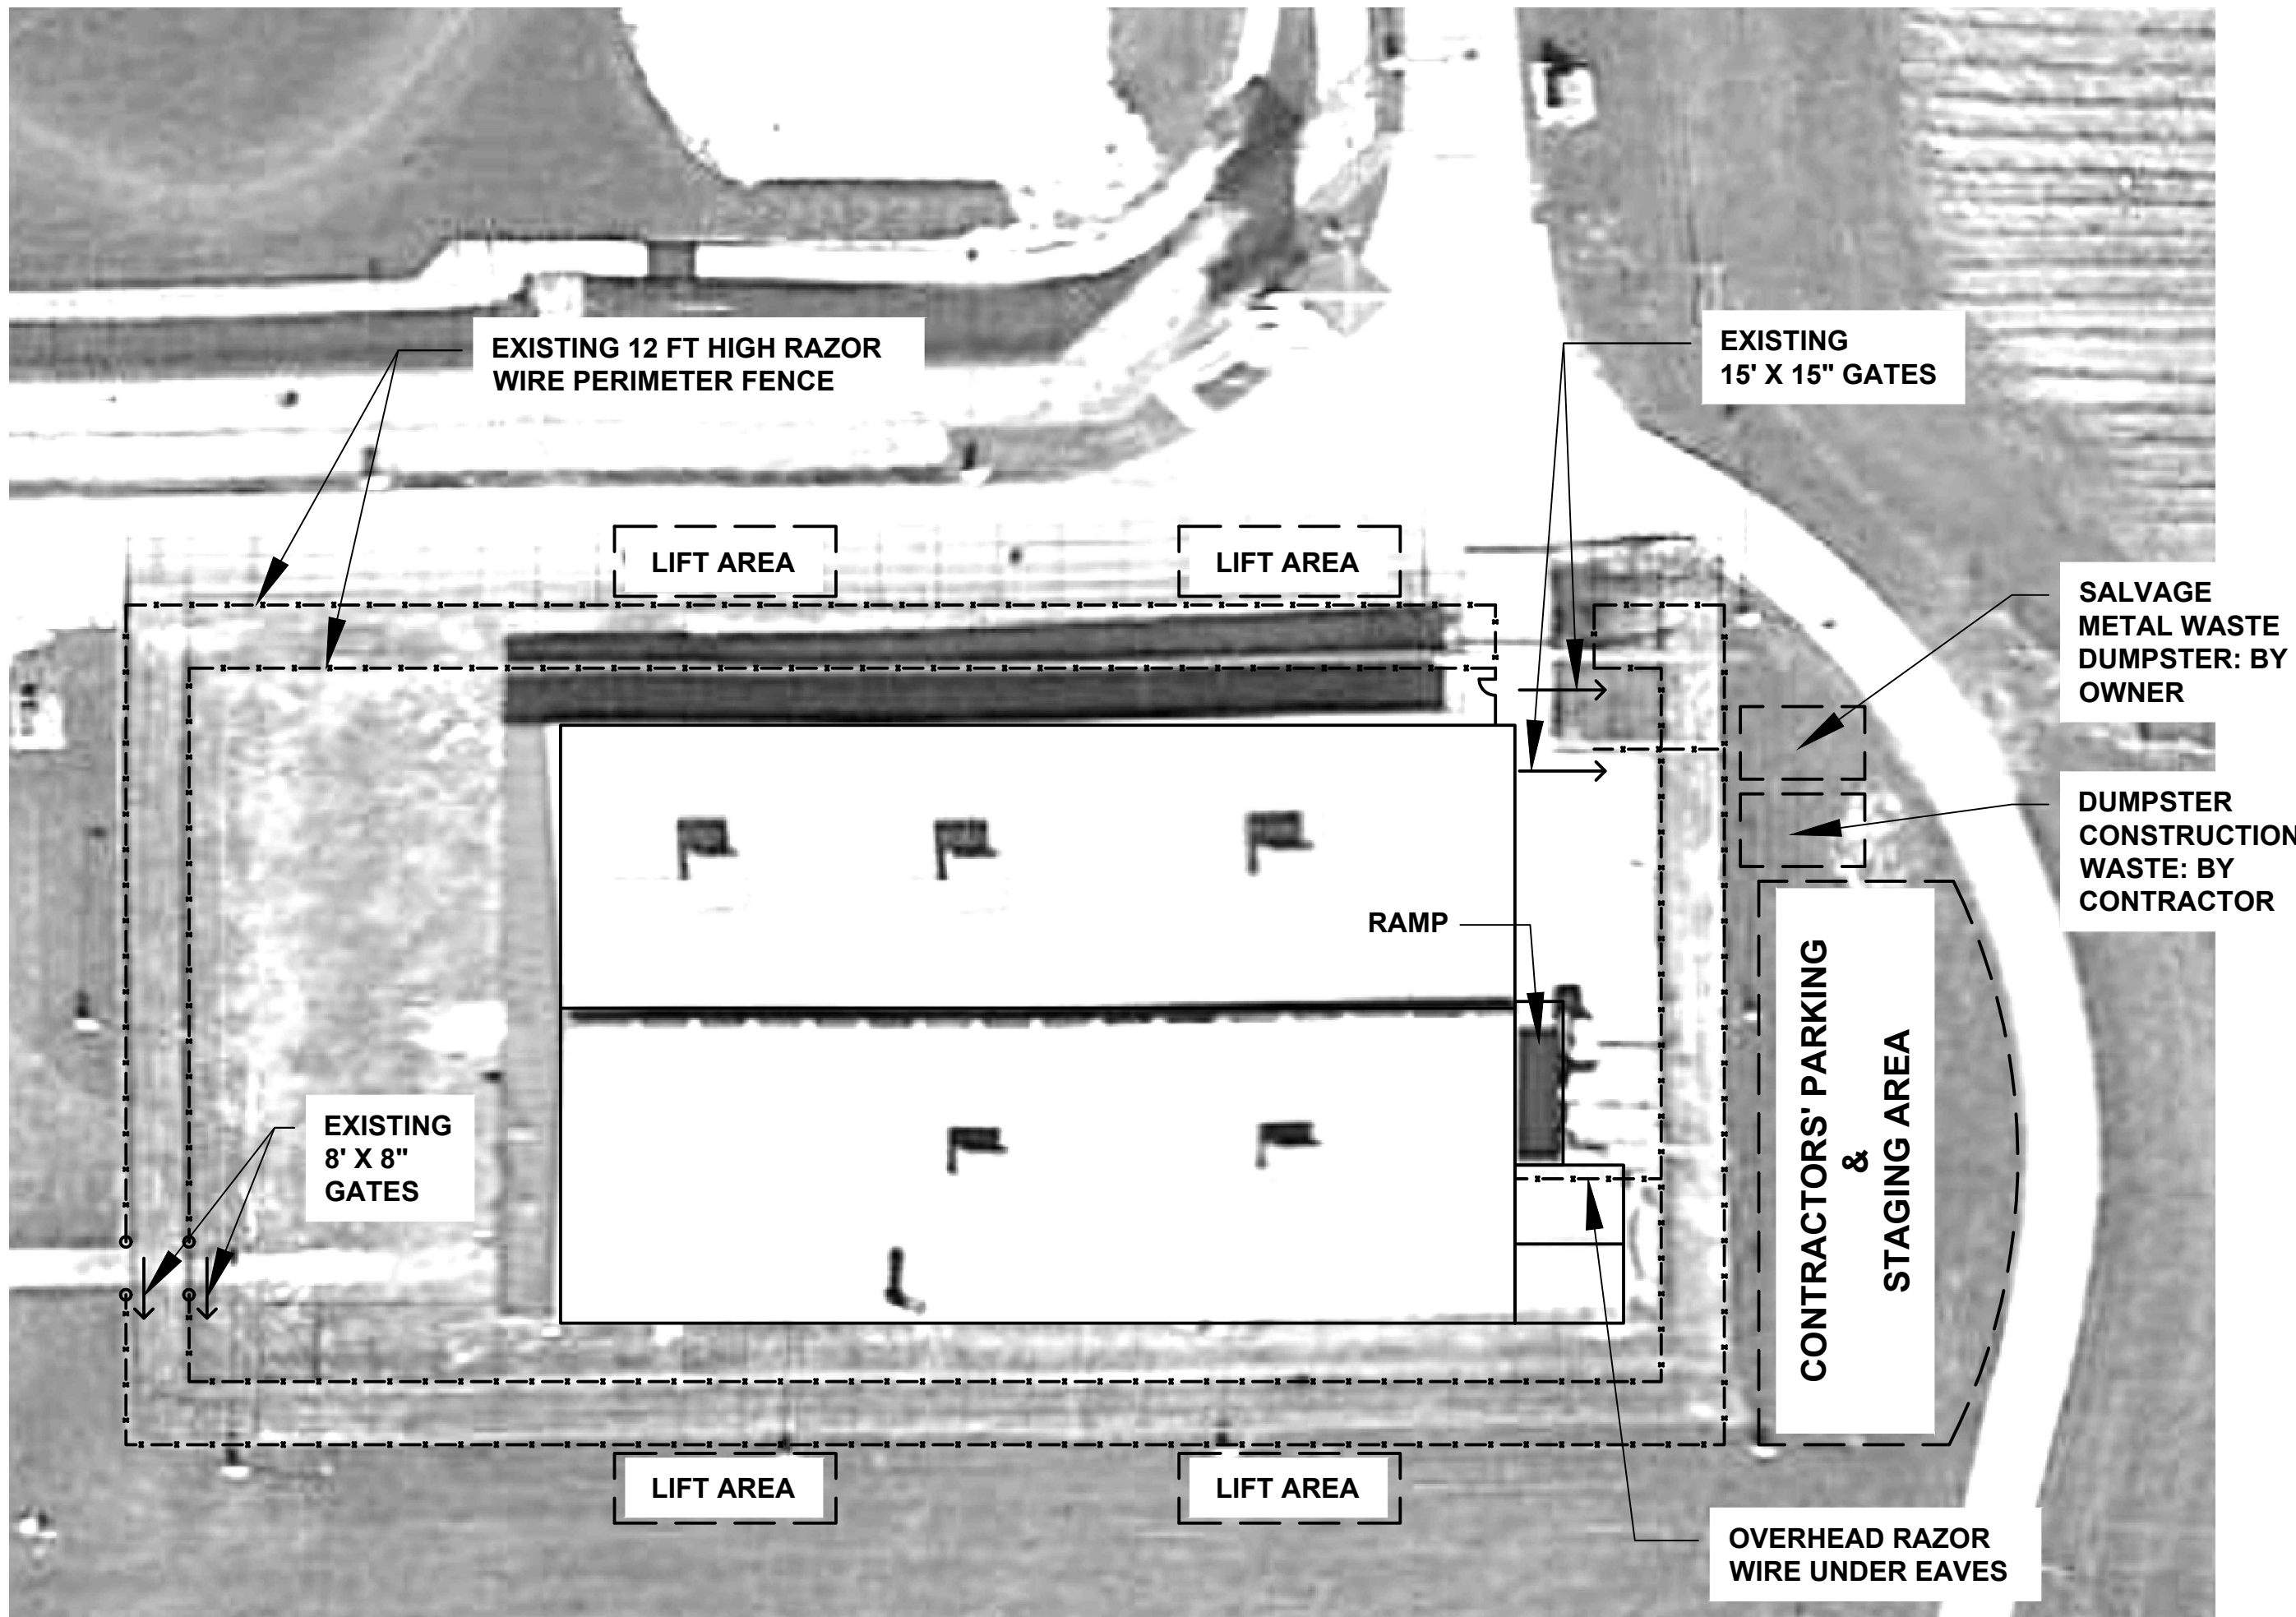 EXISTING 12 FT HIGH RAZOR
WIRE PERIMETER FENCE
EXISTING
15' X 15" GATES
LIFT AREA
LIFT AREA
SALVAGE
METAL WASTE
DUMPSTER: BY
OWNER
DUMPSTER
CONSTRUCTION
WASTE: BY
CONTRACTOR
RAMP
CONTRACTORS' PARKING
&
STAGING AREA
EXISTING
8' X 8"
GATES
LIFT AREA
LIFT AREA
OVERHEAD RAZOR
WIRE UNDER EAVES